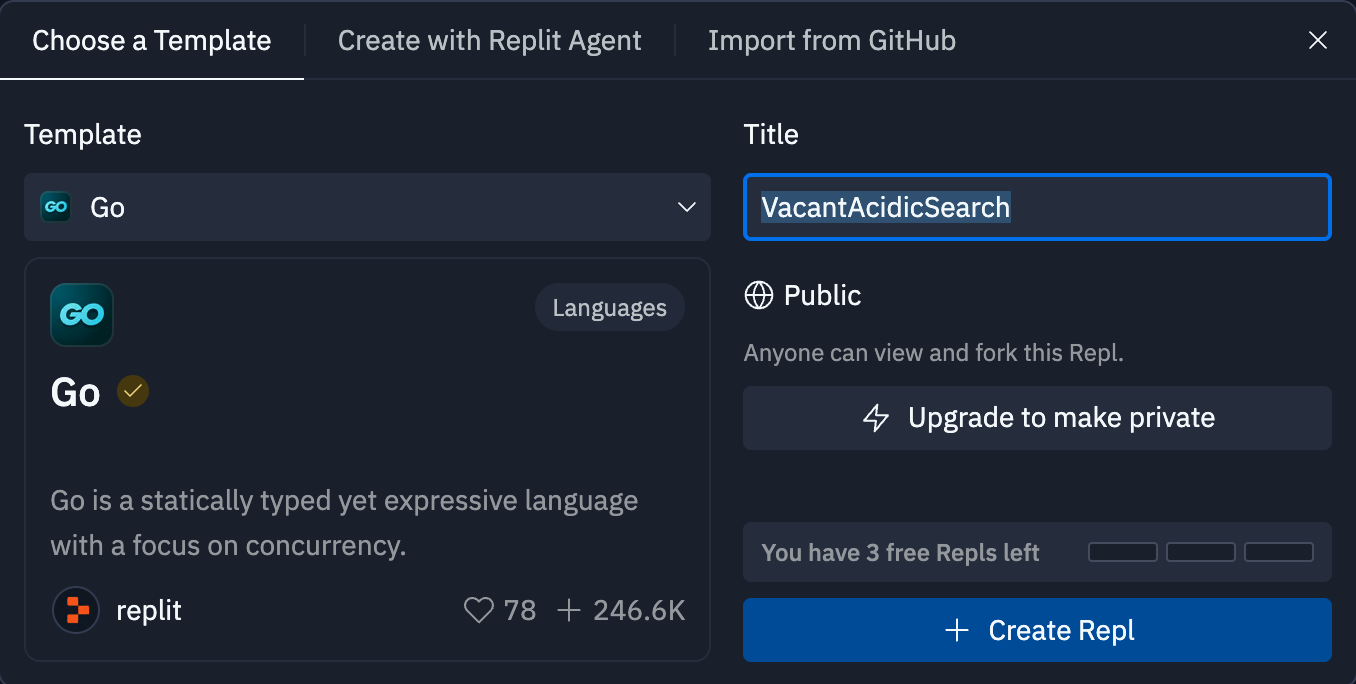 Choose a Template
Create with Replit Agent
Import from GitHub
Template
GO Go
GO
Languages
Go
Go is a statically typed yet expressive language
with a focus on concurrency.
replit
78
246.6K
Title
VacantAcidicSearch
Public
Anyone can view and fork this Repl.
Upgrade to make private
You have 3 free Repls left
Create Repl